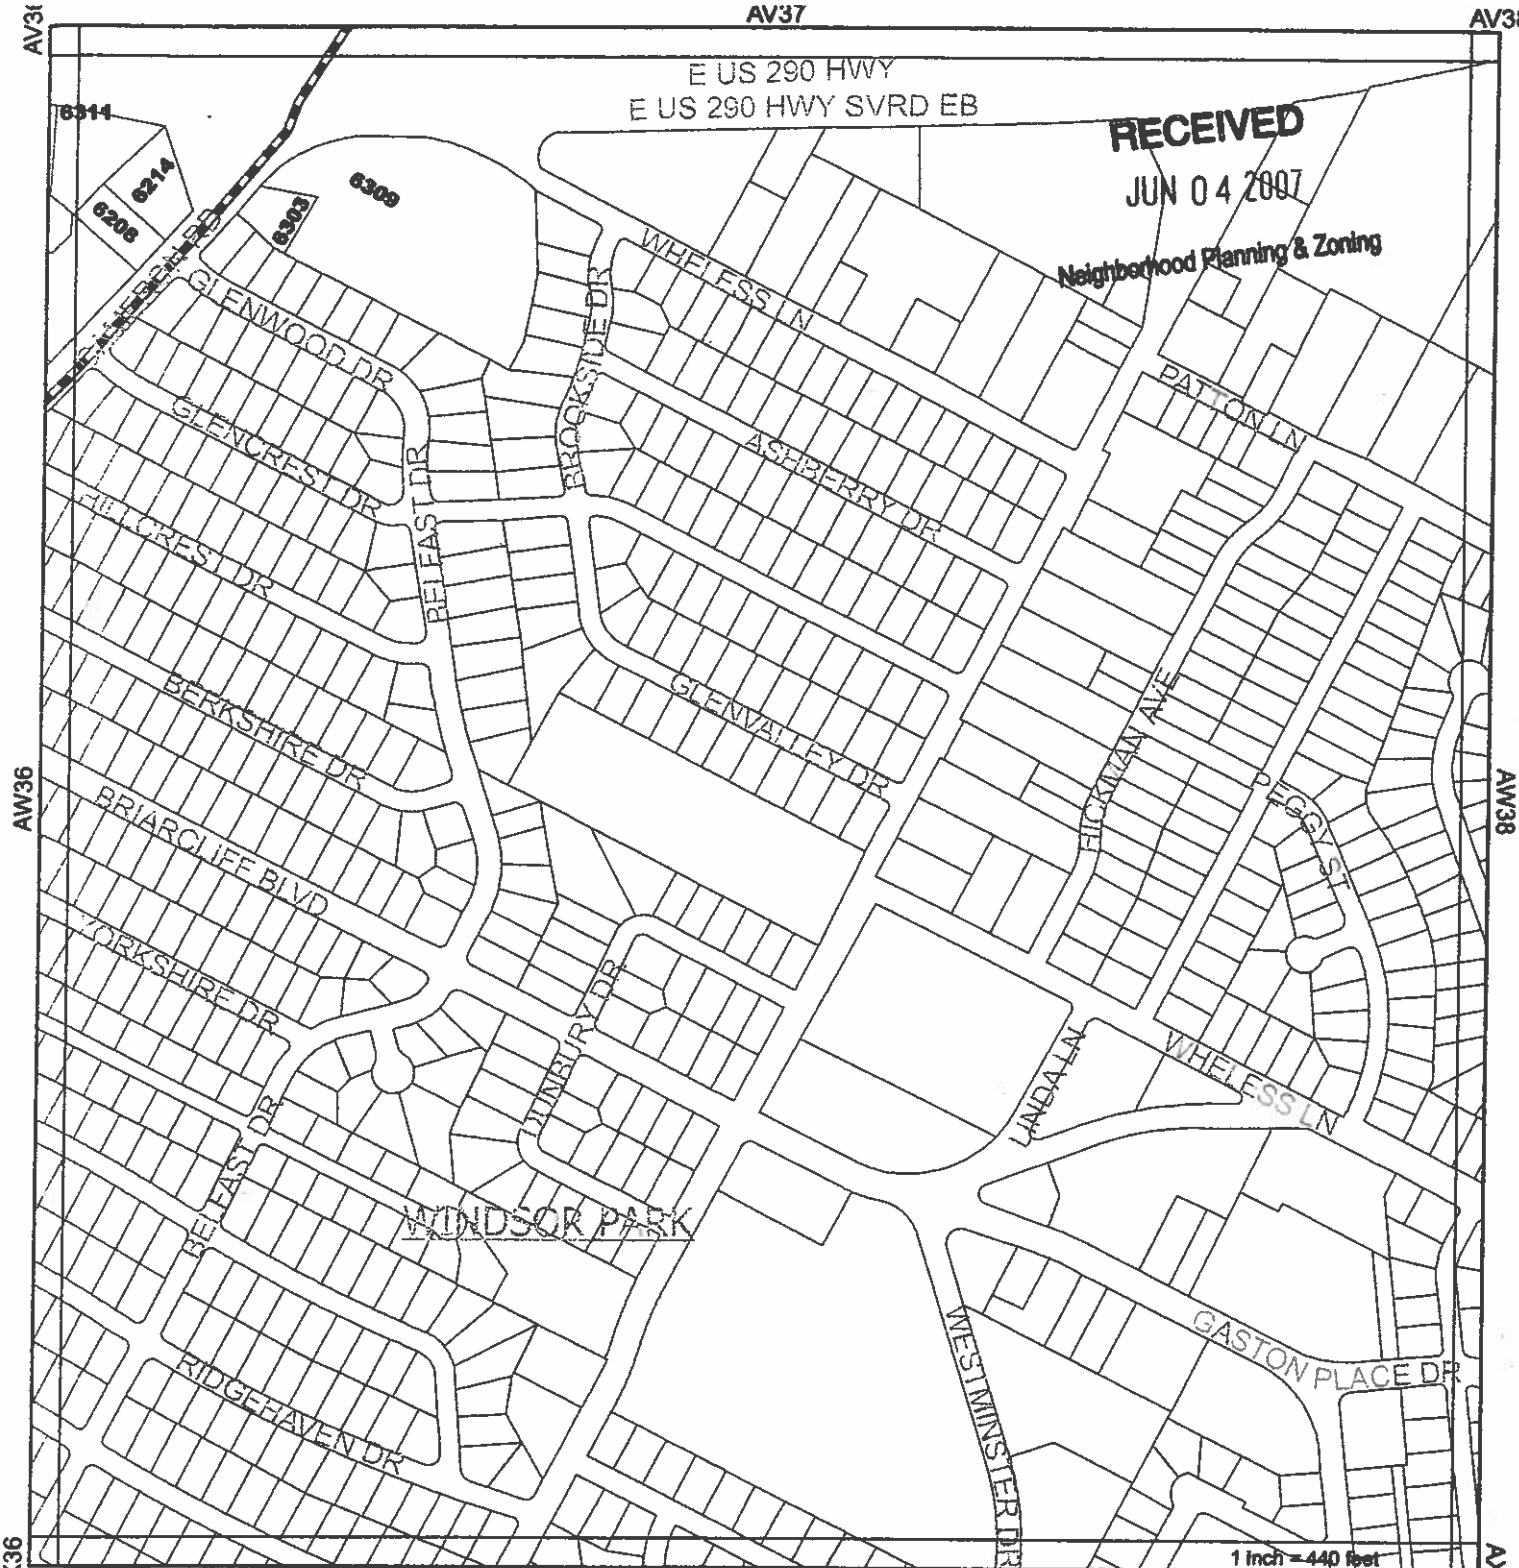 AV37
E US 290 HWY
E US 290 HWY SVRD EB
RECEIVED
JUN 04 2007
Neighborhood Planning & Zoning
6311
6214
6208
6309
6303
WHELESS LN
GLENWOOD DR
BROOKSIDE DR
PATTON LN
GLENCREST DR
ASHBERRY DR
BELFAST DR
HILLCREST DR
BERKSHIRE DR
GLENVALLEY DR
HICKMAN AVE
PEGGY ST
AW36
AW38
BRIARCLIFF BLVD
YORKSHIRE DR
DUNBURY DR
LINDA LN
WHELESS LN
BELFAST DR
WINDSOR PARK
WESTMINSTER DR
GASTON PLACE DR
RIDGEHAVEN DR
1 inch = 440 feet